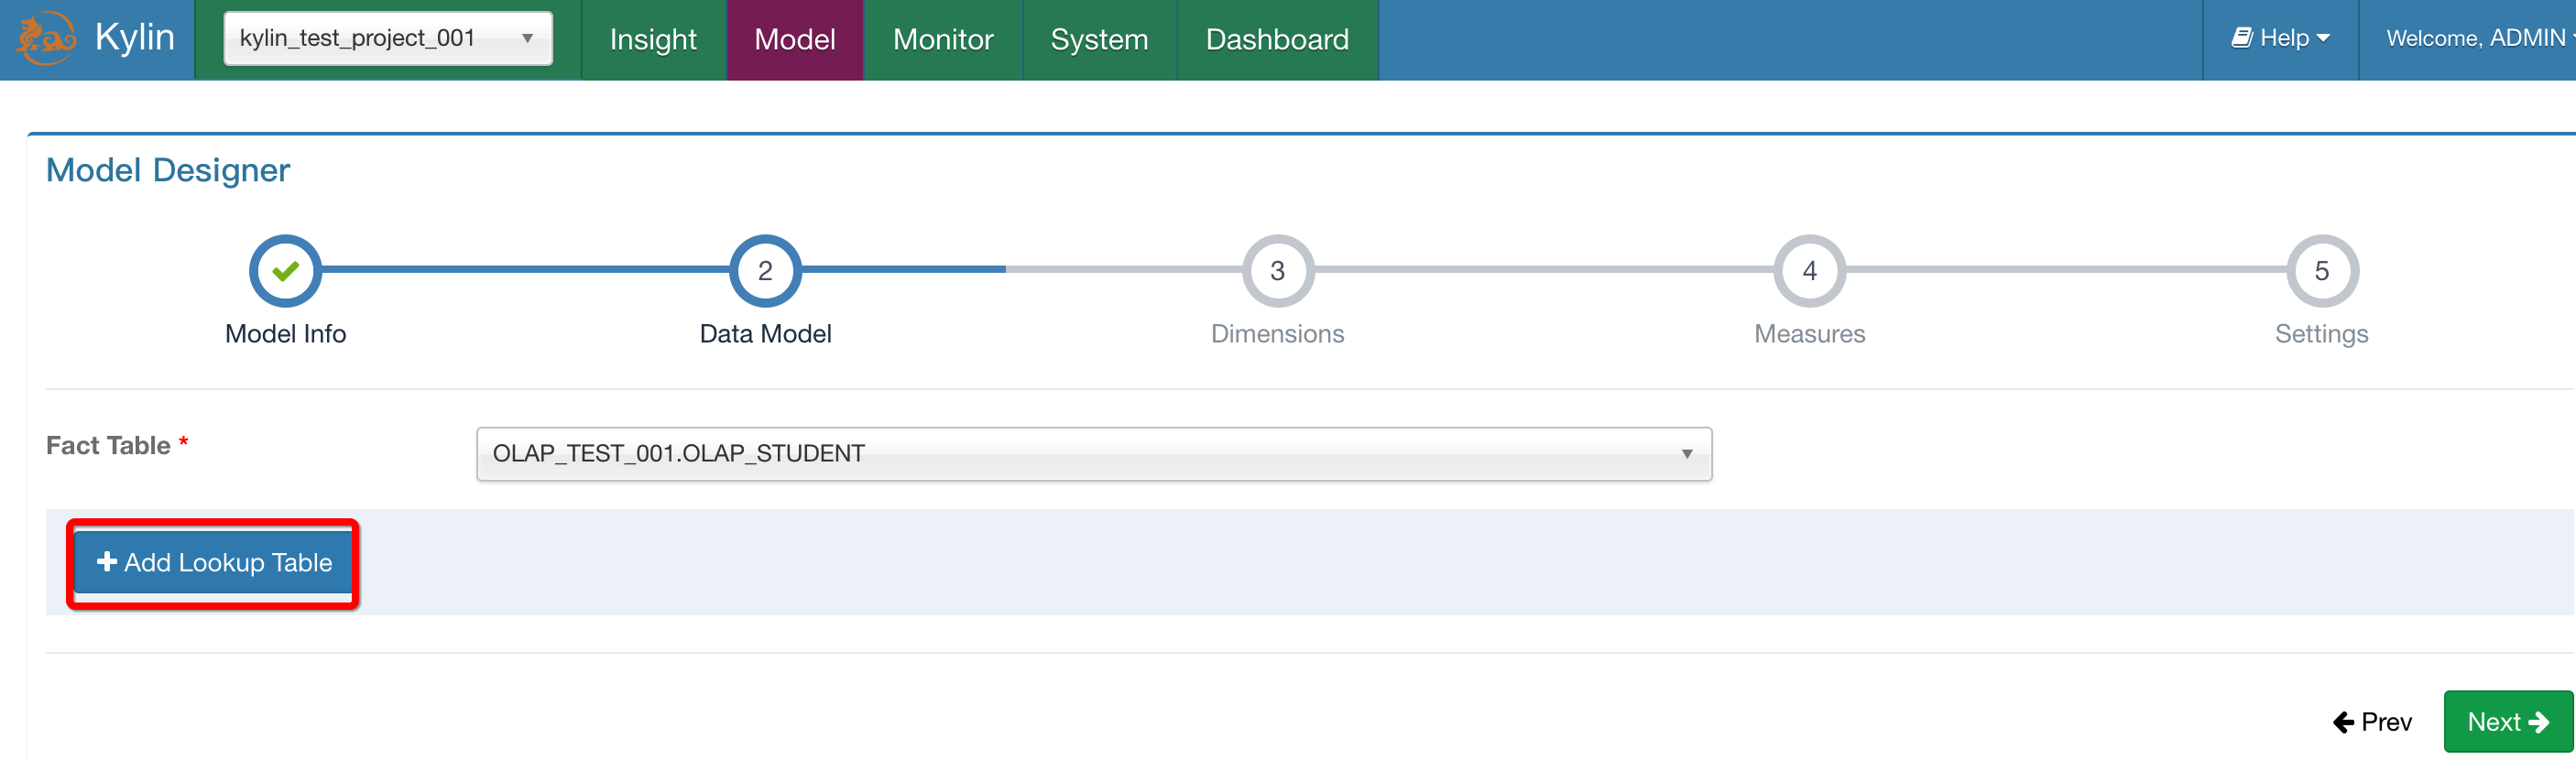 Kylin kylin_test_project_001 Insight Model Monitor System Dashboard Help Welcome, ADMIN
Model Designer
2 3 4 5
Model Info Data Model Dimensions Measures Settings
Fact Table * OLAP_TEST_001.OLAP_STUDENT
Add Lookup Table
Prev Next